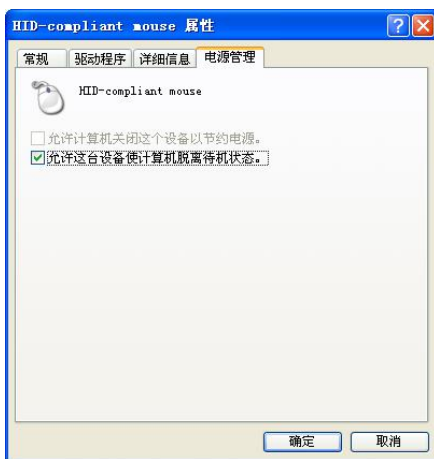 HID-compliant mouse 属性
常规 驱动程序 详细信息 电源管理
HID-compliant mouse
允许计算机关闭这个设备以节约电源。
允许这台设备使计算机脱离待机状态。
确定 取消